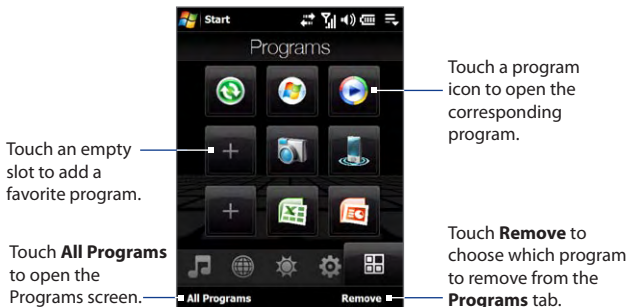 Start
Programs
Touch a program
icon to open the
corresponding
program.
Touch an empty
slot to add a
favorite program.
Touch All Programs
to open the
Programs screen.
Touch Remove to
choose which program
to remove from the
Programs tab.
All Programs
Remove